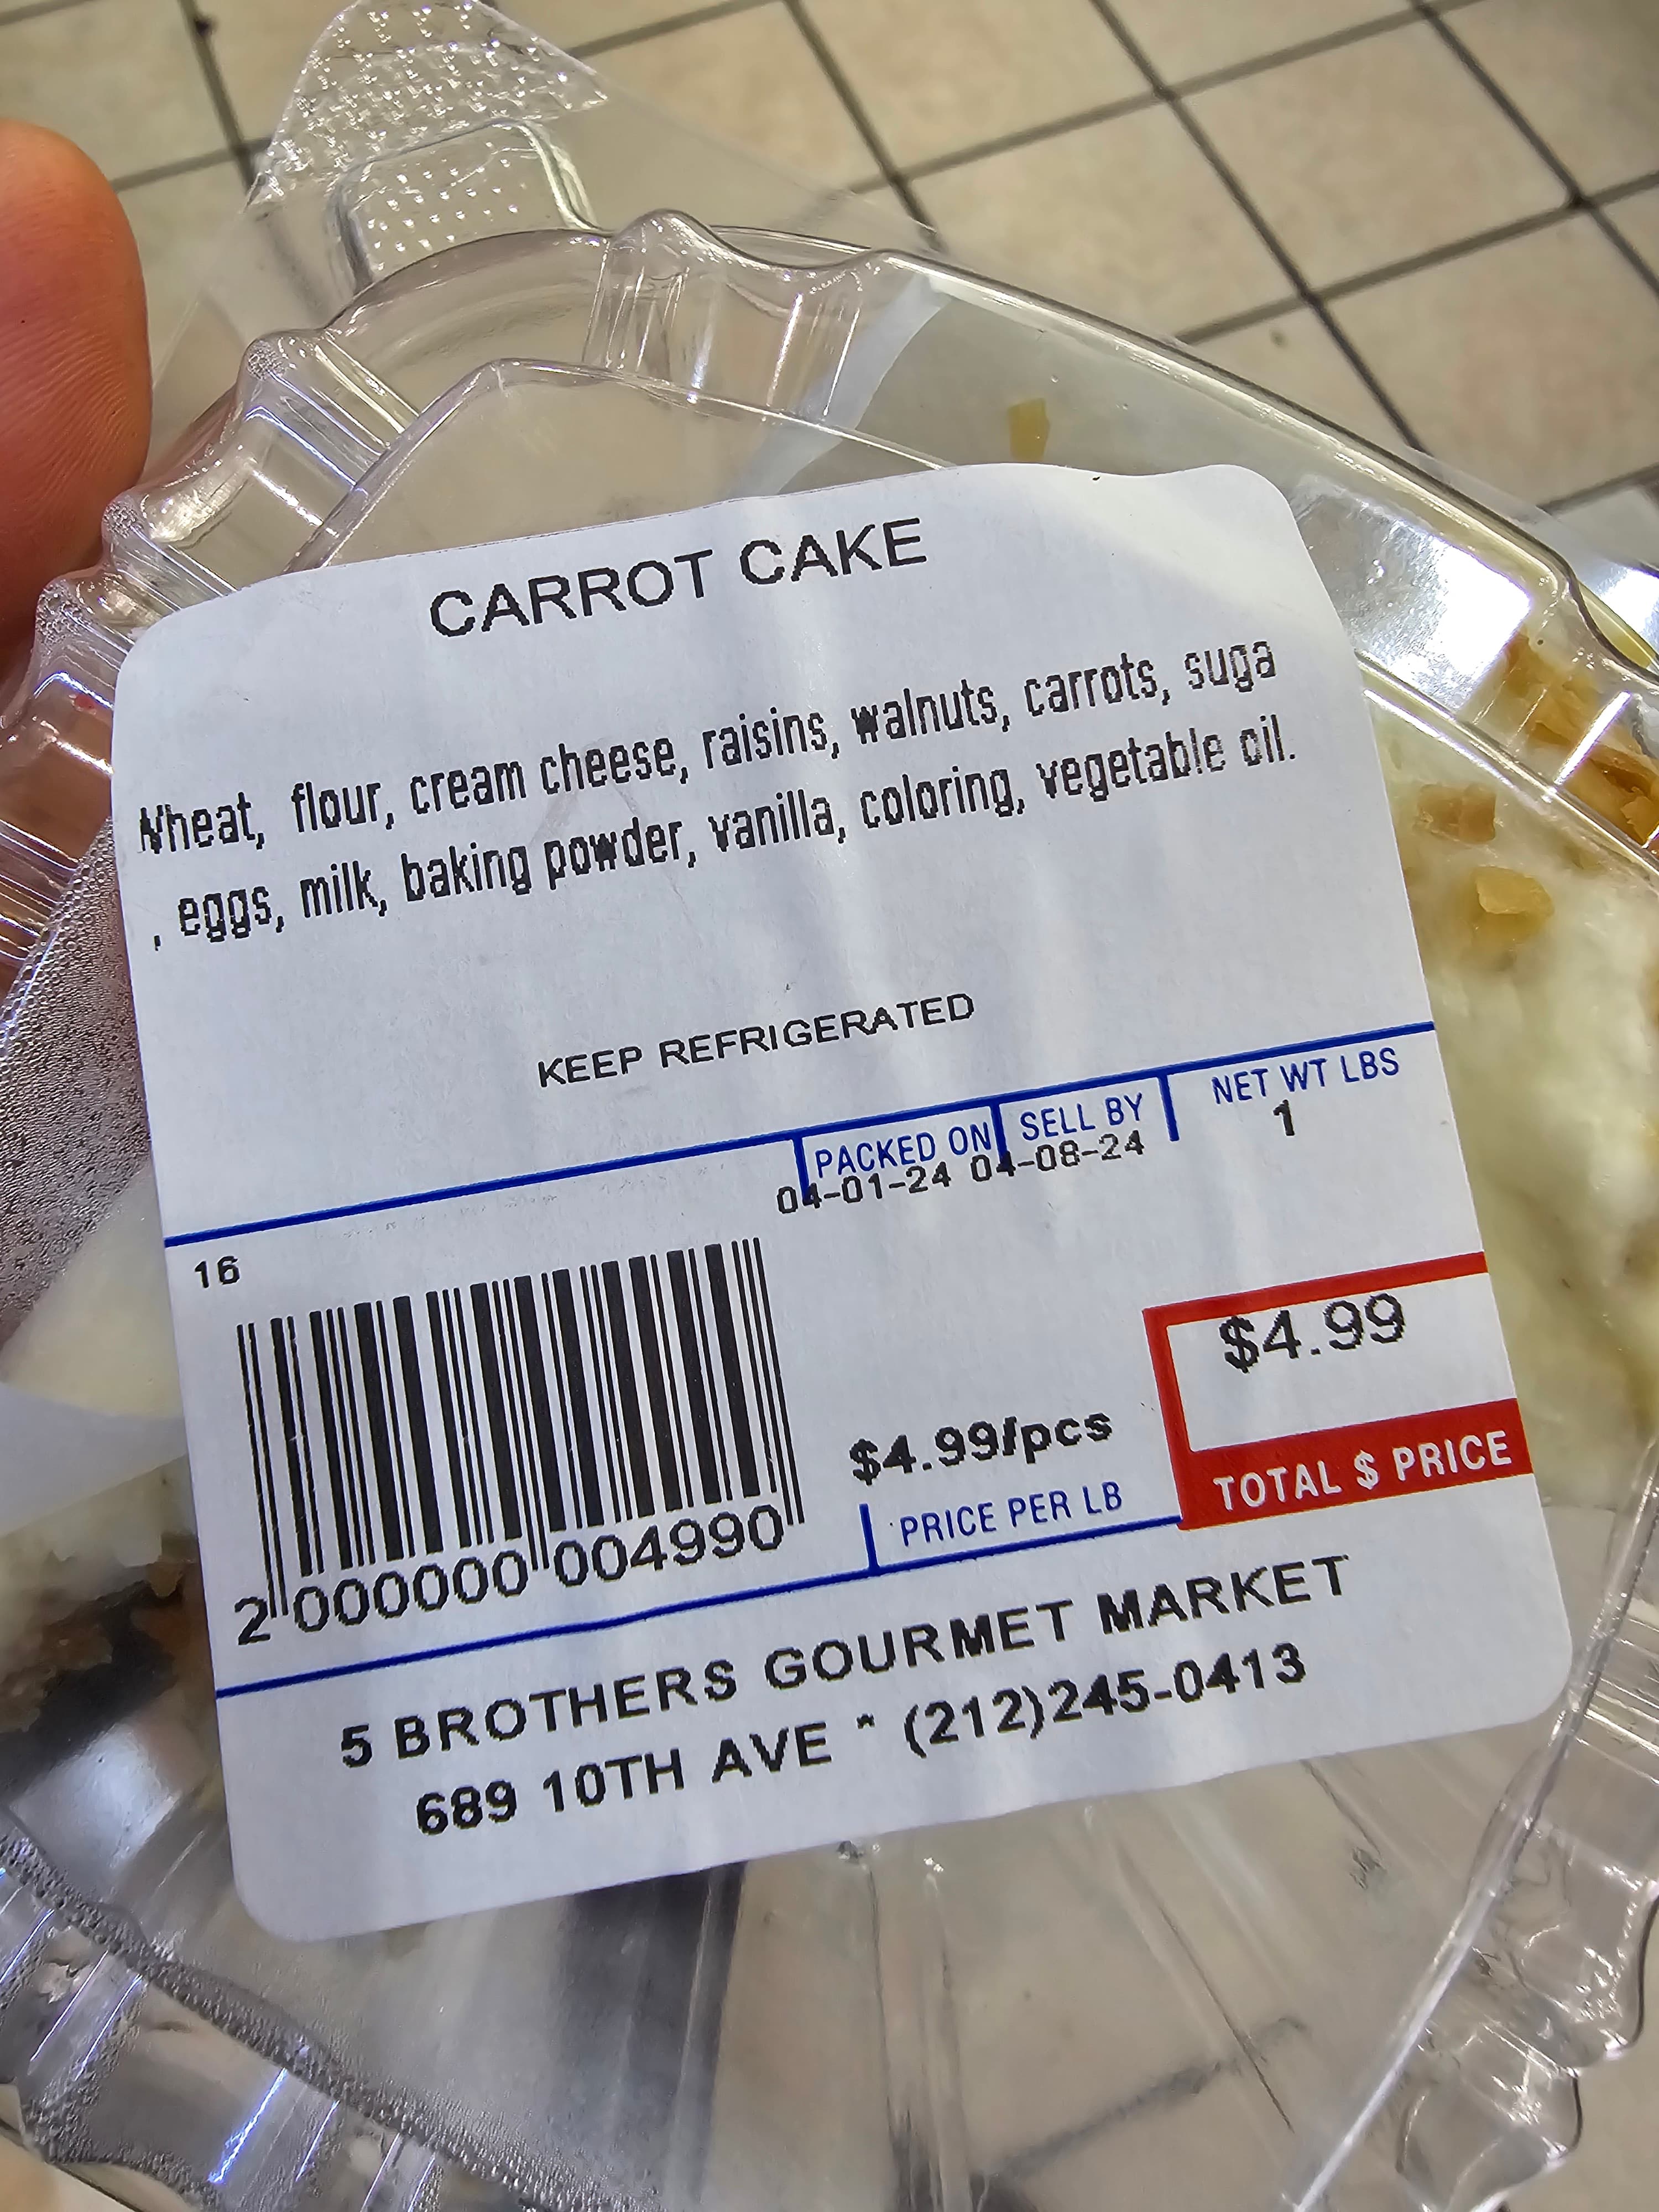 CARROT CAKE
Wheat, flour, cream cheese, raisins, walnuts, carrots, suga
, eggs, milk, baking powder, vanilla, coloring, vegetable oil.
KEEP REFRIGERATED
PACKED ON SELL BY NET WT LBS
04-01-24 04-08-24 1
16
$4.99
$4.99/pcs
PRICE PER LB TOTAL $ PRICE
2 000000 004990
5 BROTHERS GOURMET MARKET
689 10TH AVE * (212)245-0413